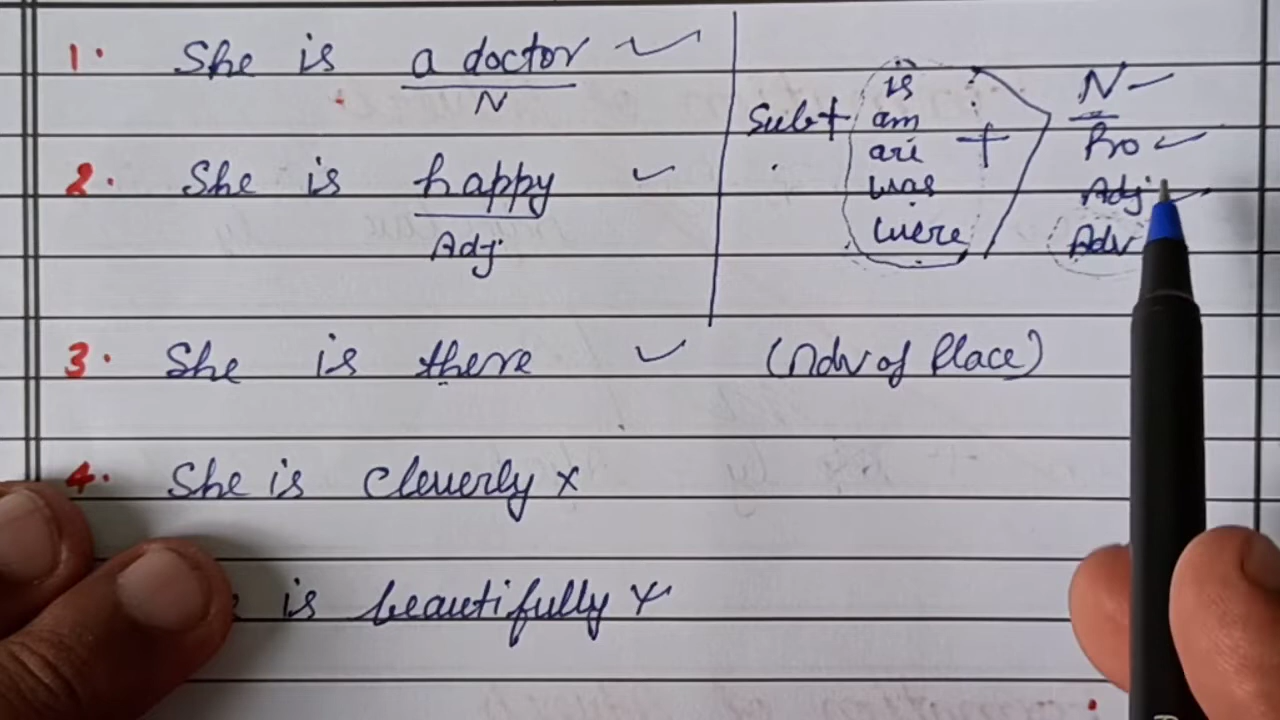 1. She is a doctor ✓
N
2. She is happy ✓
Adj
Sub +
is
am
are +
was
were
N ✓
Pro ✓
Adj ✓
Adv
3. She is there ✓ (Adv of Place)
4. She is cleverly ×
is beautifully ×